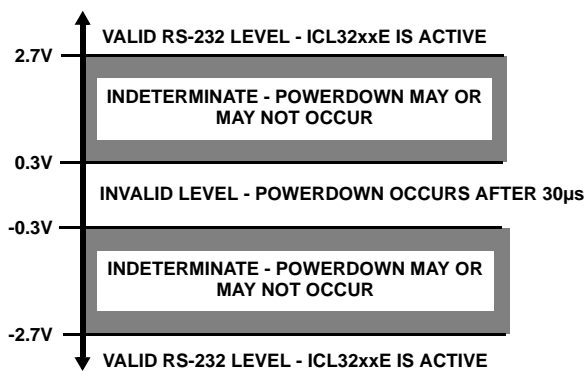 VALID RS-232 LEVEL - ICL32xxE IS ACTIVE
2.7V
INDETERMINATE - POWERDOWN MAY OR
MAY NOT OCCUR
0.3V
INVALID LEVEL - POWERDOWN OCCURS AFTER 30µs
-0.3V
INDETERMINATE - POWERDOWN MAY OR
MAY NOT OCCUR
-2.7V
VALID RS-232 LEVEL - ICL32xxE IS ACTIVE